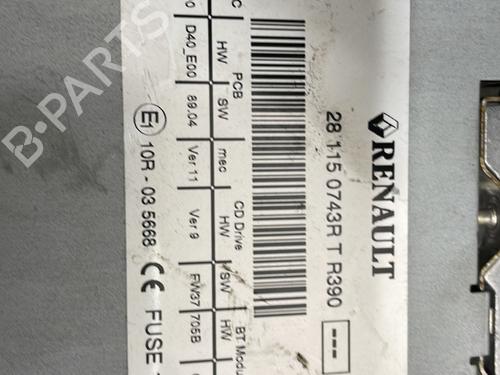 RENAULT
28 115 0743R T R390
---
C PCB CD Drive BT Modu
HW SW mec HW SW HW
D40_E00 89.04 Ver 11 Ver 9 FW37 705B
E1 10R - 03 5668 CE FUSE
B-PARTS